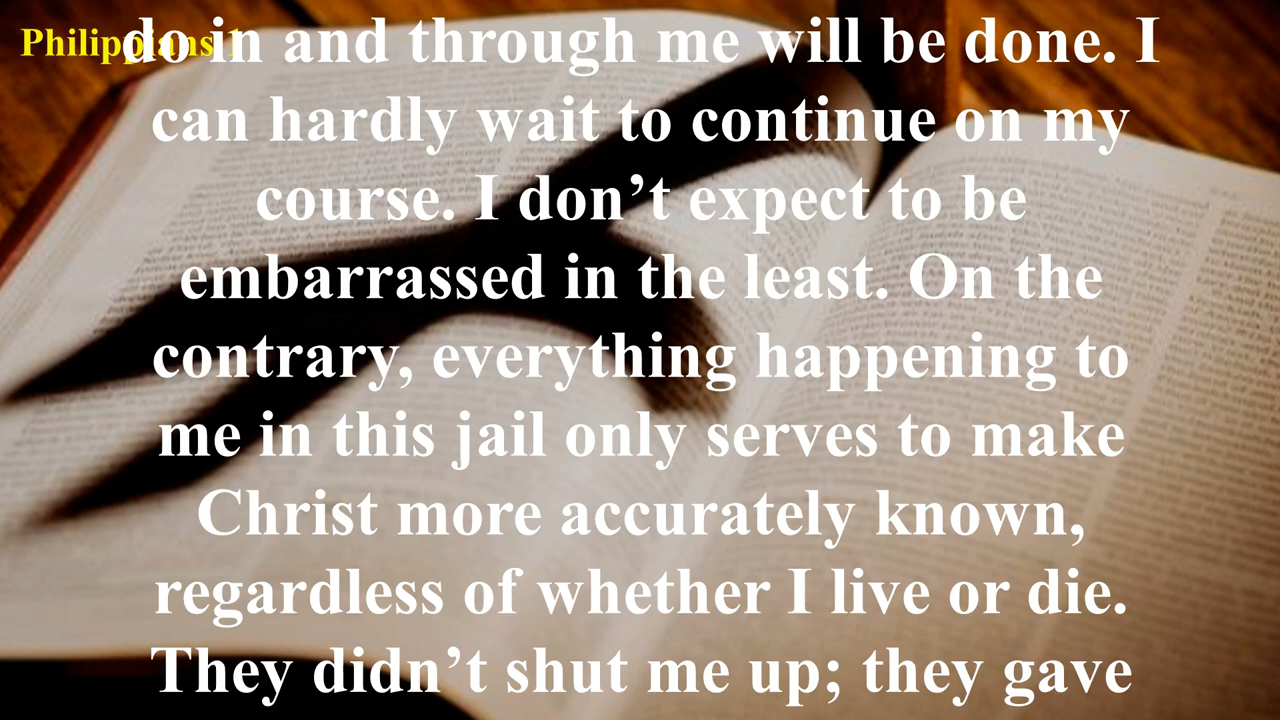 Philippians 1
do in and through me will be done. I
can hardly wait to continue on my
course. I don’t expect to be
embarrassed in the least. On the
contrary, everything happening to
me in this jail only serves to make
Christ more accurately known,
regardless of whether I live or die.
They didn’t shut me up; they gave